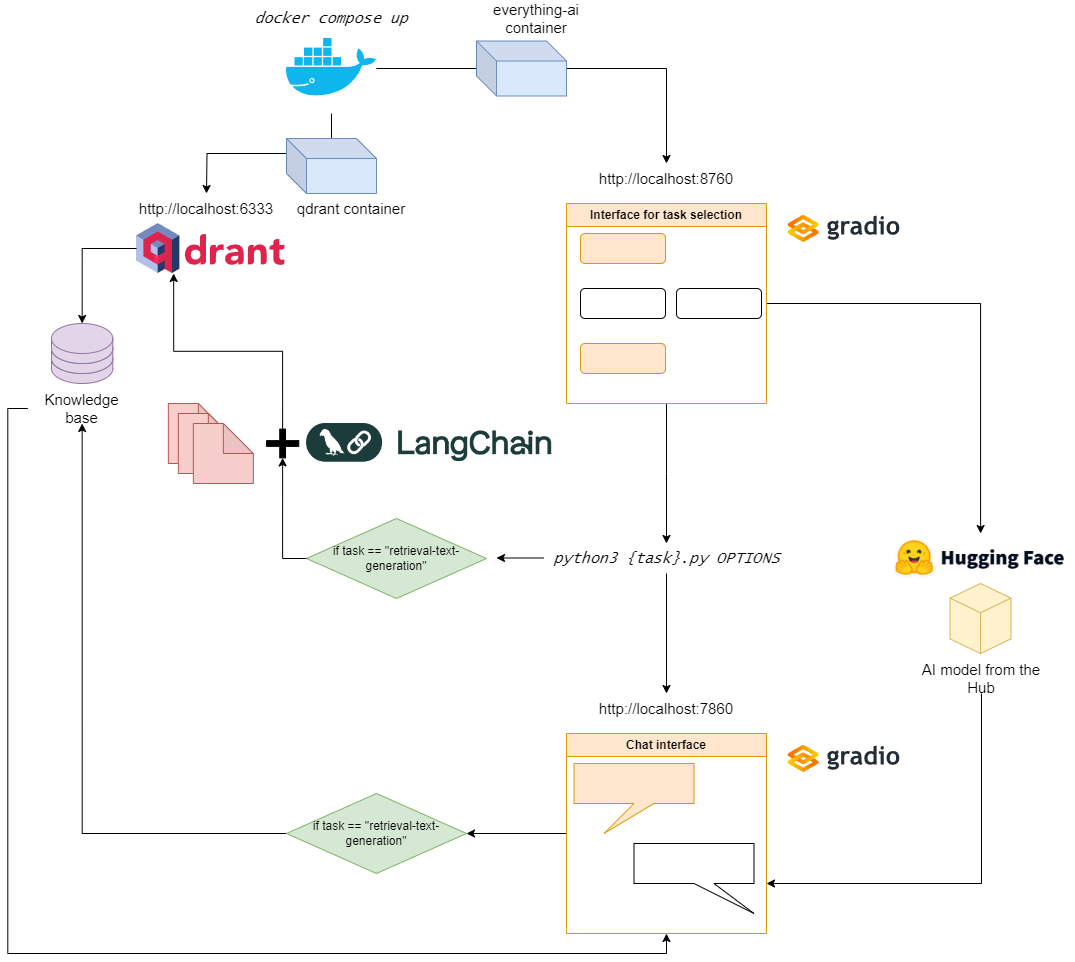 docker compose up
everything-ai
container
http://localhost:8760
http://localhost:6333
qdrant container
qdrant
Interface for task selection
gradio
Knowledge
base
LangChain
if task == "retrieval-text-
generation"
python3 {task}.py OPTIONS
Hugging Face
AI model from the
Hub
http://localhost:7860
Chat interface
gradio
if task == "retrieval-text-
generation"